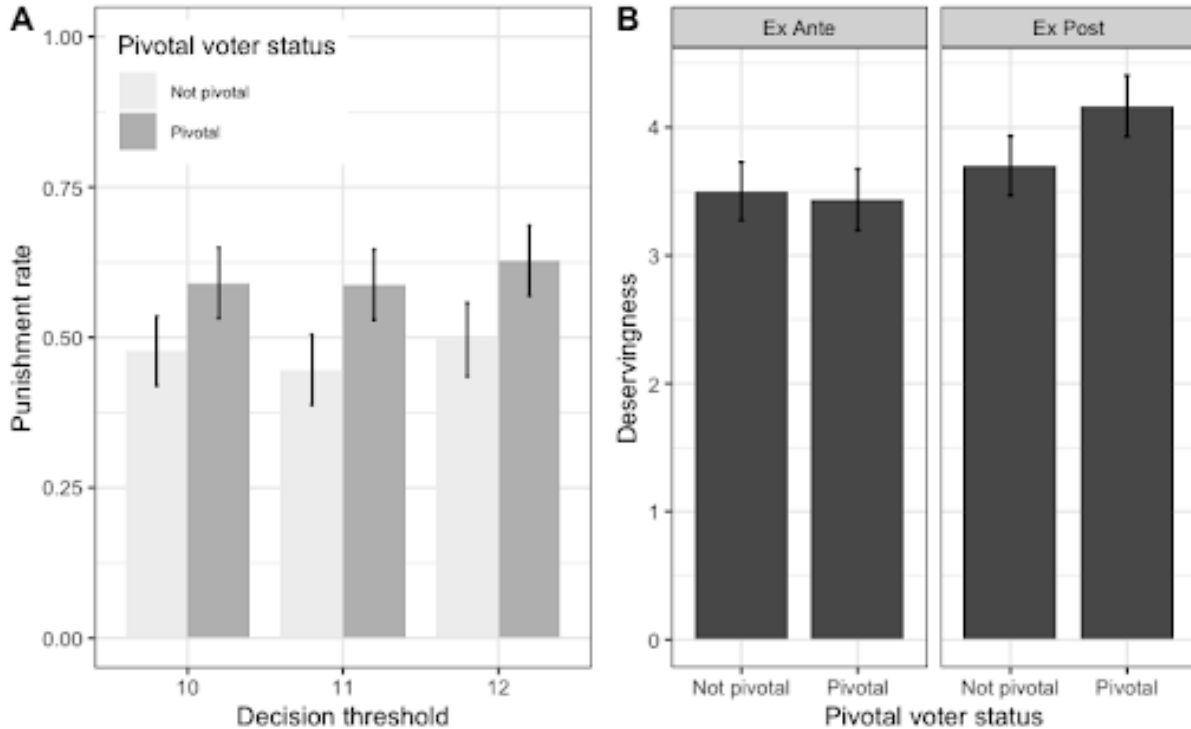 A
Pivotal voter status
Not pivotal
Pivotal
1.00
0.75
0.50
0.25
0.00
Punishment rate
10 11 12
Decision threshold
B
Ex Ante Ex Post
4
3
2
1
0
Deservingness
Not pivotal Pivotal Not pivotal Pivotal
Pivotal voter status